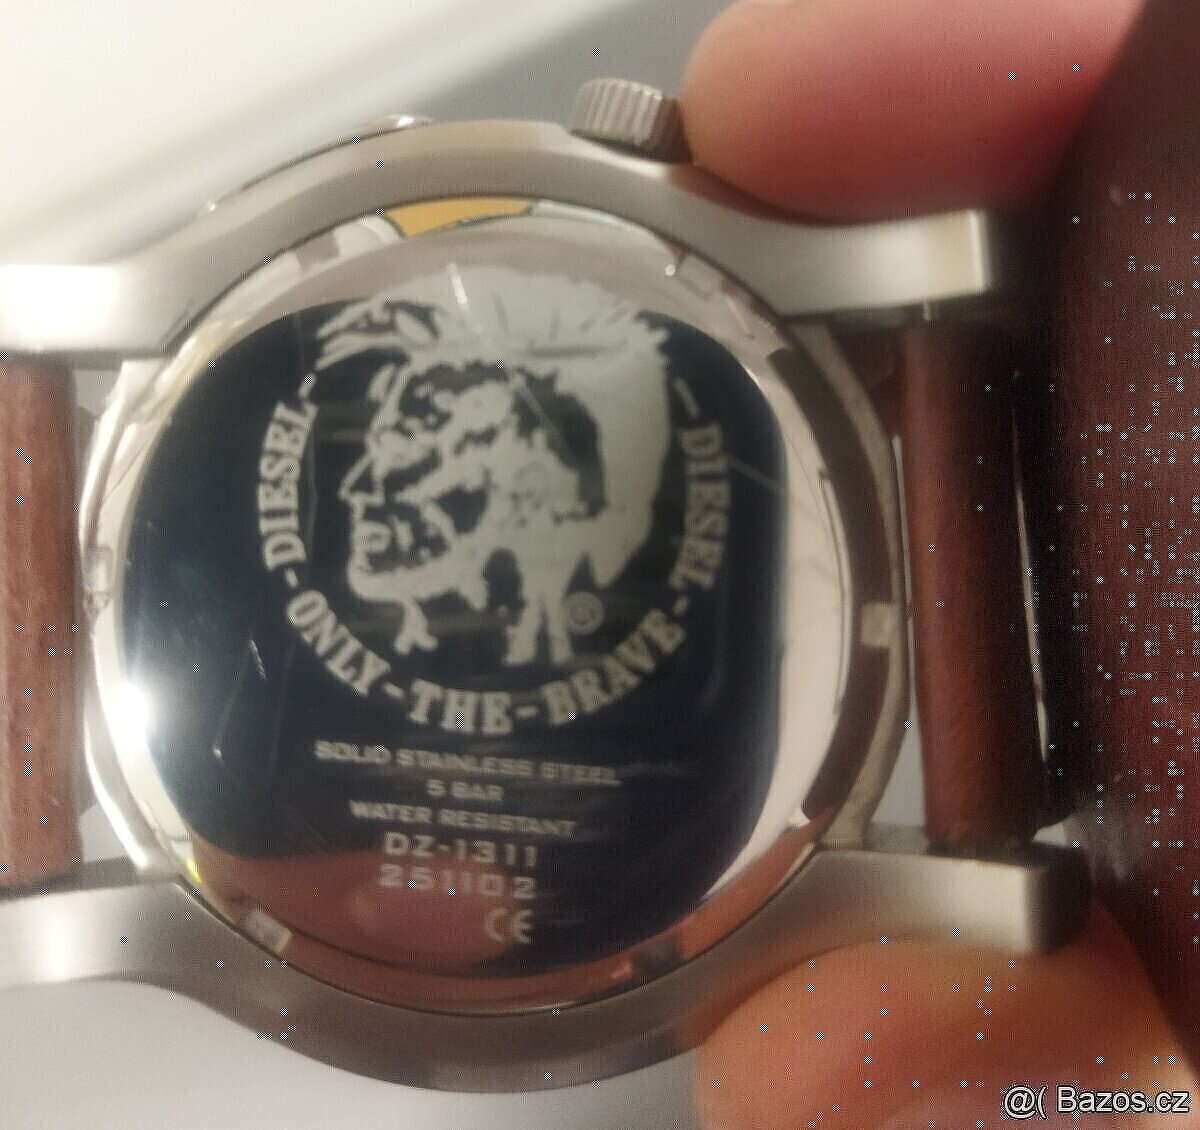 DIESEL-ONLY-THE-BRAVE-DIESEL
®
SOLID STAINLESS STEEL
5 BAR
WATER RESISTANT
DZ-1311
251102
CE
@( Bazos.cz